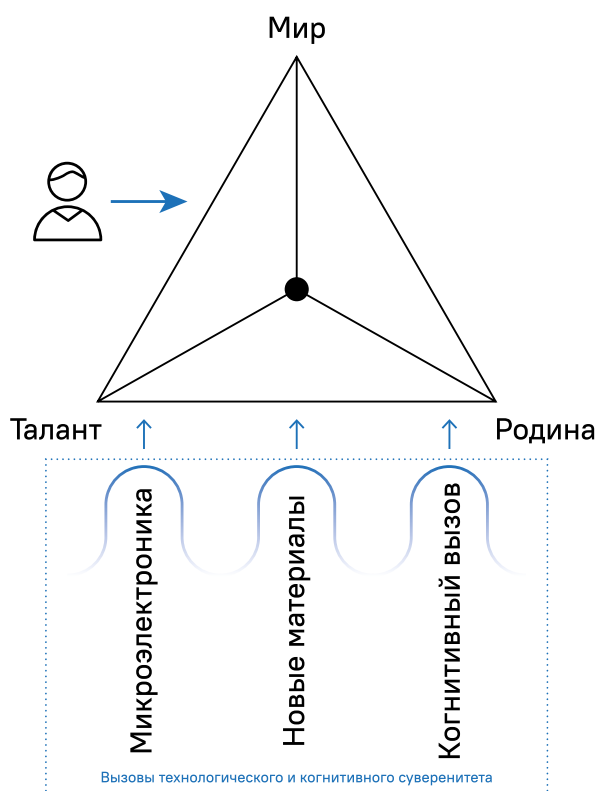 Мир
Талант
Родина
Микроэлектроника
Новые материалы
Когнитивный вызов
Вызовы технологического и когнитивного суверенитета